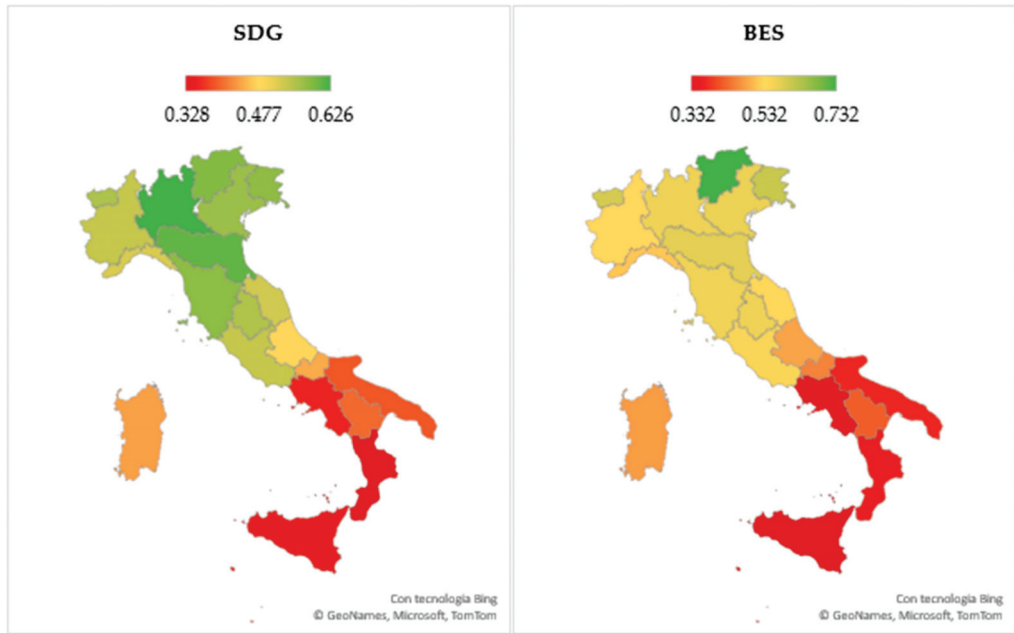 SDG
0.328 0.477 0.626
Con tecnologia Bing
© GeoNames, Microsoft, TomTom
BES
0.332 0.532 0.732
Con tecnologia Bing
© GeoNames, Microsoft, TomTom